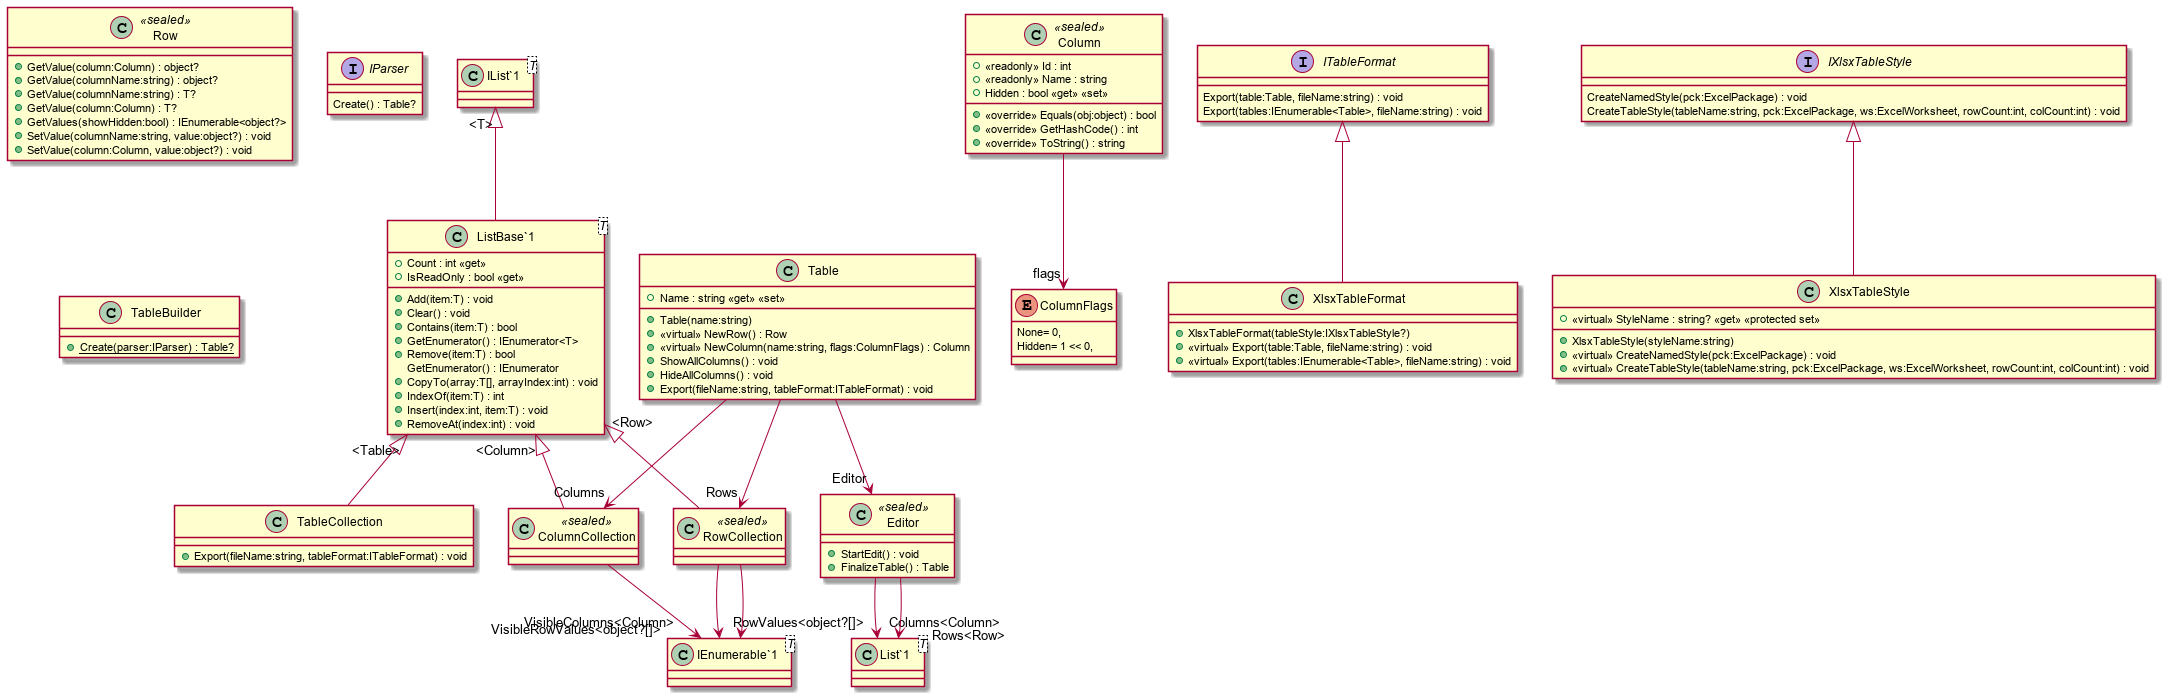 C
«sealed»
Row
GetValue(column:Column) : object?
GetValue(columnName:string) : object?
GetValue(columnName:string) : T?
GetValue(column:Column) : T?
GetValues(showHidden:bool) : IEnumerable<object?>
SetValue(columnName:string, value:object?) : void
SetValue(column:Column, value:object?) : void
I
IParser
Create() : Table?
C
IList`1
T
<T>
C
«sealed»
Column
«readonly» Id : int
«readonly» Name : string
Hidden : bool «get» «set»
«override» Equals(obj:object) : bool
«override» GetHashCode() : int
«override» ToString() : string
I
ITableFormat
Export(table:Table, fileName:string) : void
Export(tables:IEnumerable<Table>, fileName:string) : void
I
IXlsxTableStyle
CreateNamedStyle(pck:ExcelPackage) : void
CreateTableStyle(tableName:string, pck:ExcelPackage, ws:ExcelWorksheet, rowCount:int, colCount:int) : void
C
TableBuilder
Create(parser:IParser) : Table?
C
ListBase`1
T
Count : int «get»
IsReadOnly : bool «get»
Add(item:T) : void
Clear() : void
Contains(item:T) : bool
GetEnumerator() : IEnumerator<T>
Remove(item:T) : bool
GetEnumerator() : IEnumerator
CopyTo(array:T[], arrayIndex:int) : void
IndexOf(item:T) : int
Insert(index:int, item:T) : void
RemoveAt(index:int) : void
C
Table
Name : string «get» «set»
Table(name:string)
«virtual» NewRow() : Row
«virtual» NewColumn(name:string, flags:ColumnFlags) : Column
ShowAllColumns() : void
HideAllColumns() : void
Export(fileName:string, tableFormat:ITableFormat) : void
flags
E
ColumnFlags
None= 0,
Hidden= 1 << 0,
C
XlsxTableFormat
XlsxTableFormat(tableStyle:IXlsxTableStyle?)
«virtual» Export(table:Table, fileName:string) : void
«virtual» Export(tables:IEnumerable<Table>, fileName:string) : void
C
XlsxTableStyle
«virtual» StyleName : string? «get» «protected set»
XlsxTableStyle(styleName:string)
«virtual» CreateNamedStyle(pck:ExcelPackage) : void
«virtual» CreateTableStyle(tableName:string, pck:ExcelPackage, ws:ExcelWorksheet, rowCount:int, colCount:int) : void
<Table>
<Column>
<Row>
Columns
Rows
Editor
C
TableCollection
Export(fileName:string, tableFormat:ITableFormat) : void
C
«sealed»
ColumnCollection
C
«sealed»
RowCollection
C
«sealed»
Editor
StartEdit() : void
FinalizeTable() : Table
VisibleColumns<Column>
VisibleRowValues<object?[]>
RowValues<object?[]>
Columns<Column>
Rows<Row>
C
IEnumerable`1
T
C
List`1
T